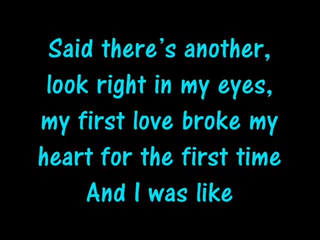 Said there's another,
look right in my eyes,
my first love broke my
heart for the first time
And I was like